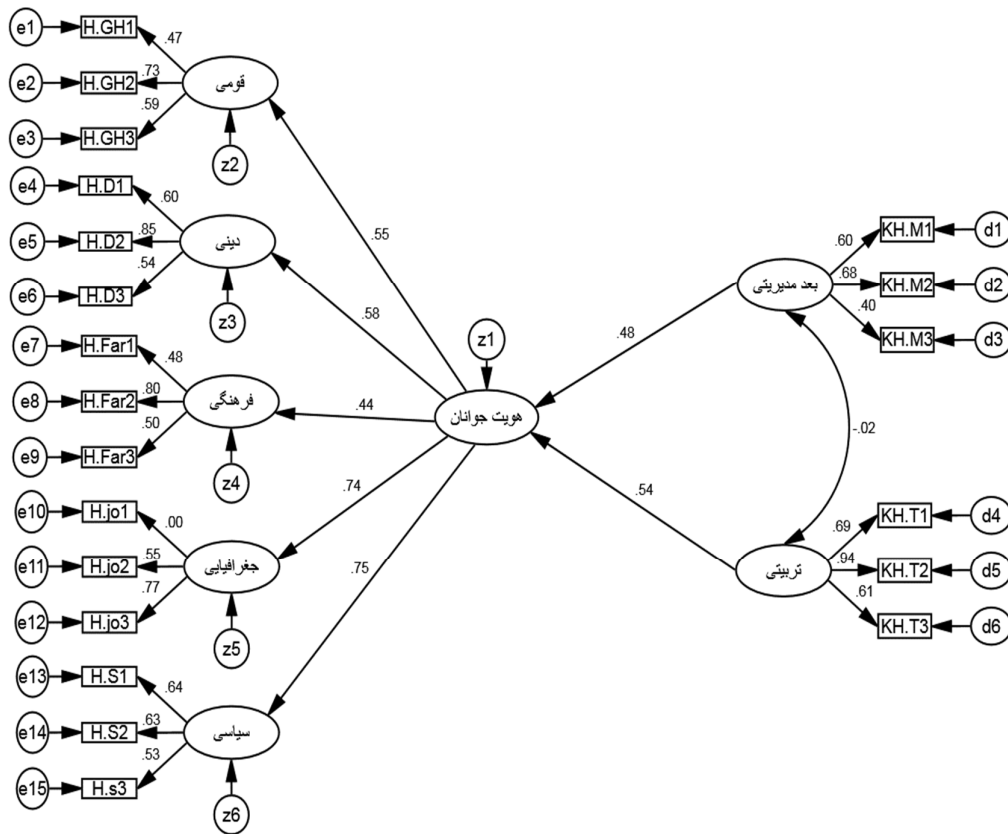 e1
H.GH1
.47
e2
H.GH2
.73
قومی
e3
H.GH3
.59
z2
e4
H.D1
.60
e5
H.D2
.85
دینی
e6
H.D3
.54
z3
e7
H.Far1
.48
e8
H.Far2
.80
فرهنگی
e9
H.Far3
.50
z4
e10
H.jo1
.00
e11
H.jo2
.55
جغرافیایی
e12
H.jo3
.77
z5
e13
H.S1
.64
e14
H.S2
.63
سیاسی
e15
H.s3
.53
z6
.55
.58
.44
.74
.75
z1
هویت جوانان
.48
.54
بعد مدیریتی
.60
KH.M1
d1
.68
KH.M2
d2
.40
KH.M3
d3
-.02
تربیتی
.69
KH.T1
d4
.94
KH.T2
d5
.61
KH.T3
d6